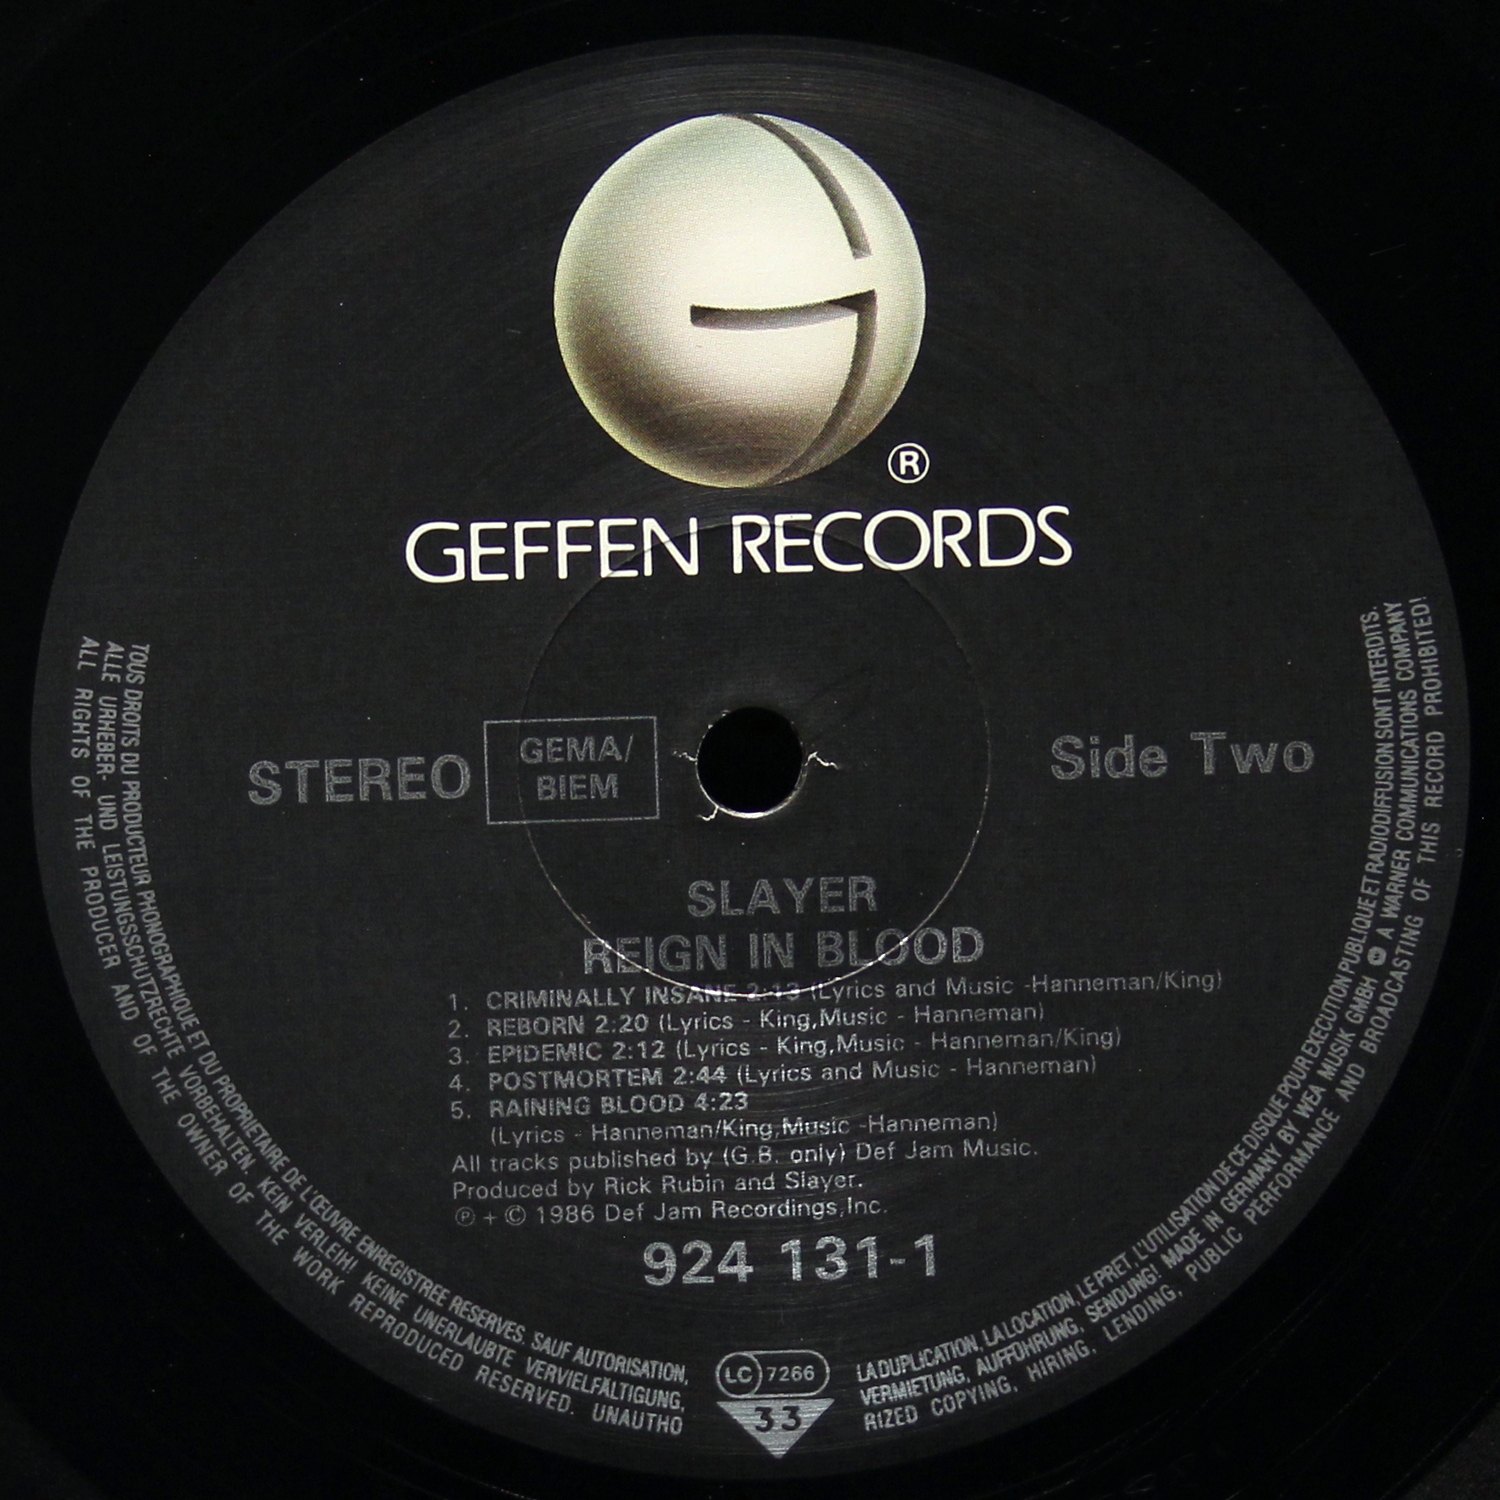 ®
GEFFEN RECORDS
STEREO
GEMA/
BIEM
Side Two
SLAYER
REIGN IN BLOOD
1. CRIMINALLY INSANE 2:13 (Lyrics and Music -Hanneman/King)
2. REBORN 2:20 (Lyrics - King,Music - Hanneman)
3. EPIDEMIC 2:12 (Lyrics - King,Music - Hanneman/King)
4. POSTMORTEM 2:44 (Lyrics and Music - Hanneman)
5. RAINING BLOOD 4:23
(Lyrics - Hanneman/King,Music -Hanneman)
All tracks published by (G.B. only) Def Jam Music.
Produced by Rick Rubin and Slayer.
℗ + © 1986 Def Jam Recordings,Inc.
924 131-1
LC 7266
33
TOUS DROITS DU PRODUCTEUR PHONOGRAPHIQUE ET DU PROPRIETAIRE DE L'ŒUVRE ENREGISTREE RESERVES. SAUF AUTORISATION, LA DUPLICATION, LA LOCATION, LE PRET, L'UTILISATION DE CE DISQUE POUR EXECUTION PUBLIQUE ET RADIODIFFUSION SONT INTERDITS.
ALLE URHEBER- UND LEISTUNGSSCHUTZRECHTE VORBEHALTEN. KEIN VERLEIH! KEINE UNERLAUBTE VERVIELFÄLTIGUNG, VERMIETUNG, AUFFÜHRUNG, SENDUNG! MADE IN GERMANY BY WEA MUSIK GMBH A WARNER COMMUNICATIONS COMPANY
ALL RIGHTS OF THE PRODUCER AND OF THE OWNER OF THE WORK REPRODUCED RESERVED. UNAUTHORIZED COPYING, HIRING, LENDING, PUBLIC PERFORMANCE AND BROADCASTING OF THIS RECORD PROHIBITED!